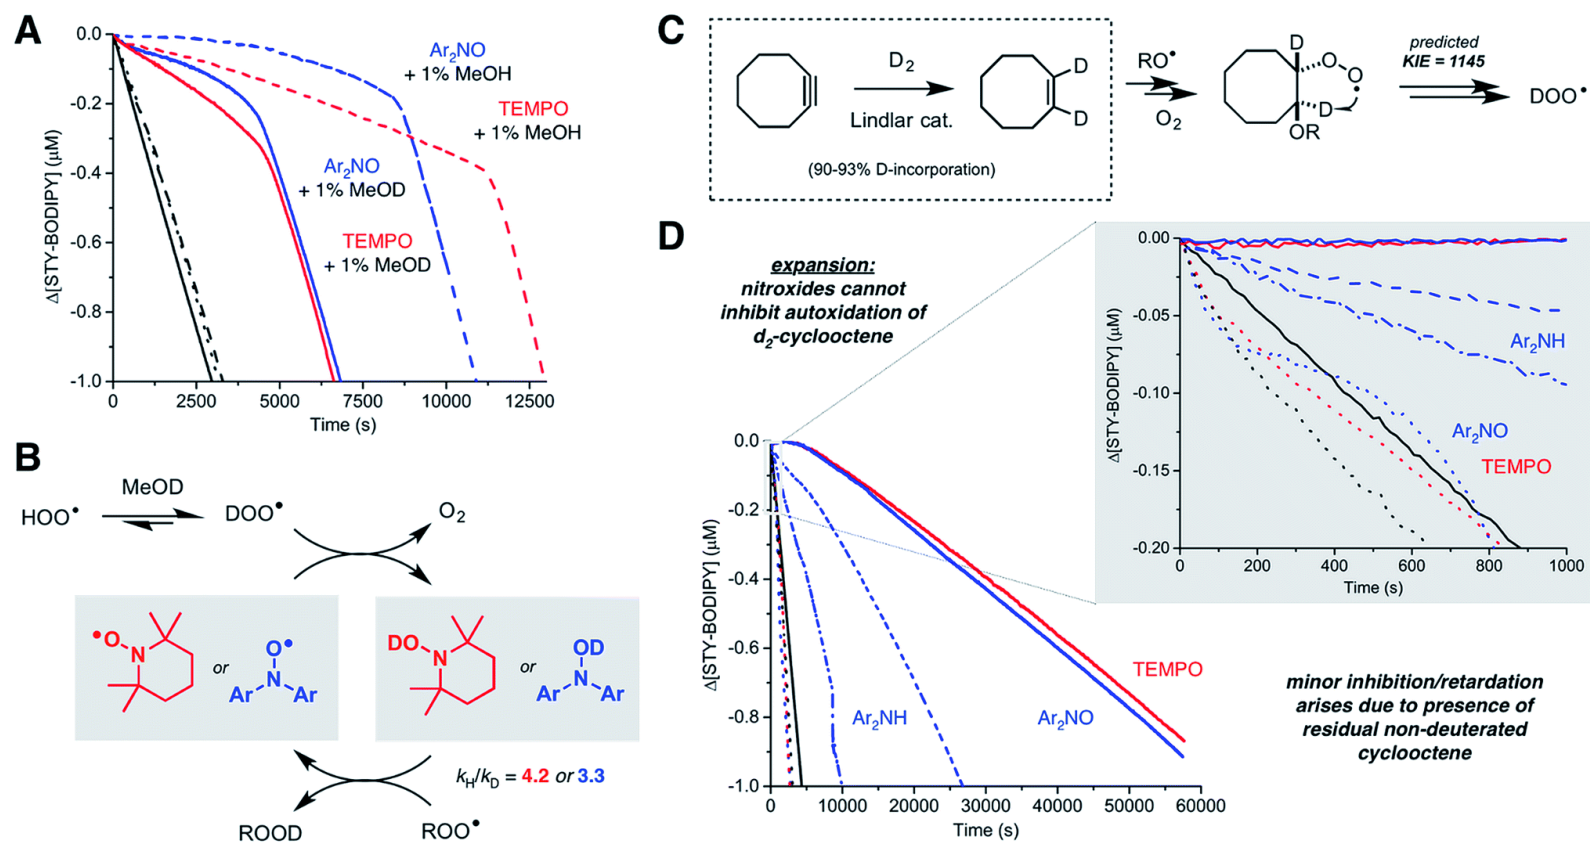 A
0.0
-0.2
-0.4
-0.6
-0.8
-1.0
Δ[STY-BODIPY] (μM)
0
2500
5000
7500
10000
12500
Time (s)
Ar₂NO
+ 1% MeOH
TEMPO
+ 1% MeOH
Ar₂NO
+ 1% MeOD
TEMPO
+ 1% MeOD
B
HOO•
MeOD
DOO•
O₂
•O
N
or
O•
N
Ar
Ar
DO
N
or
OD
N
Ar
Ar
kH/kD = 4.2 or 3.3
ROOD
ROO•
C
D₂
Lindlar cat.
D
D
(90-93% D-incorporation)
RO•
O₂
D
O
O•
D
OR
predicted
KIE = 1145
DOO•
D
expansion:
nitroxides cannot
inhibit autoxidation of
d₂-cyclooctene
0.00
-0.05
-0.10
-0.15
-0.20
Δ[STY-BODIPY] (μM)
0
200
400
600
800
1000
Time (s)
Ar₂NH
Ar₂NO
TEMPO
0.0
-0.2
-0.4
-0.6
-0.8
-1.0
Δ[STY-BODIPY] (μM)
0
10000
20000
30000
40000
50000
60000
Time (s)
Ar₂NH
Ar₂NO
TEMPO
minor inhibition/retardation
arises due to presence of
residual non-deuterated
cyclooctene